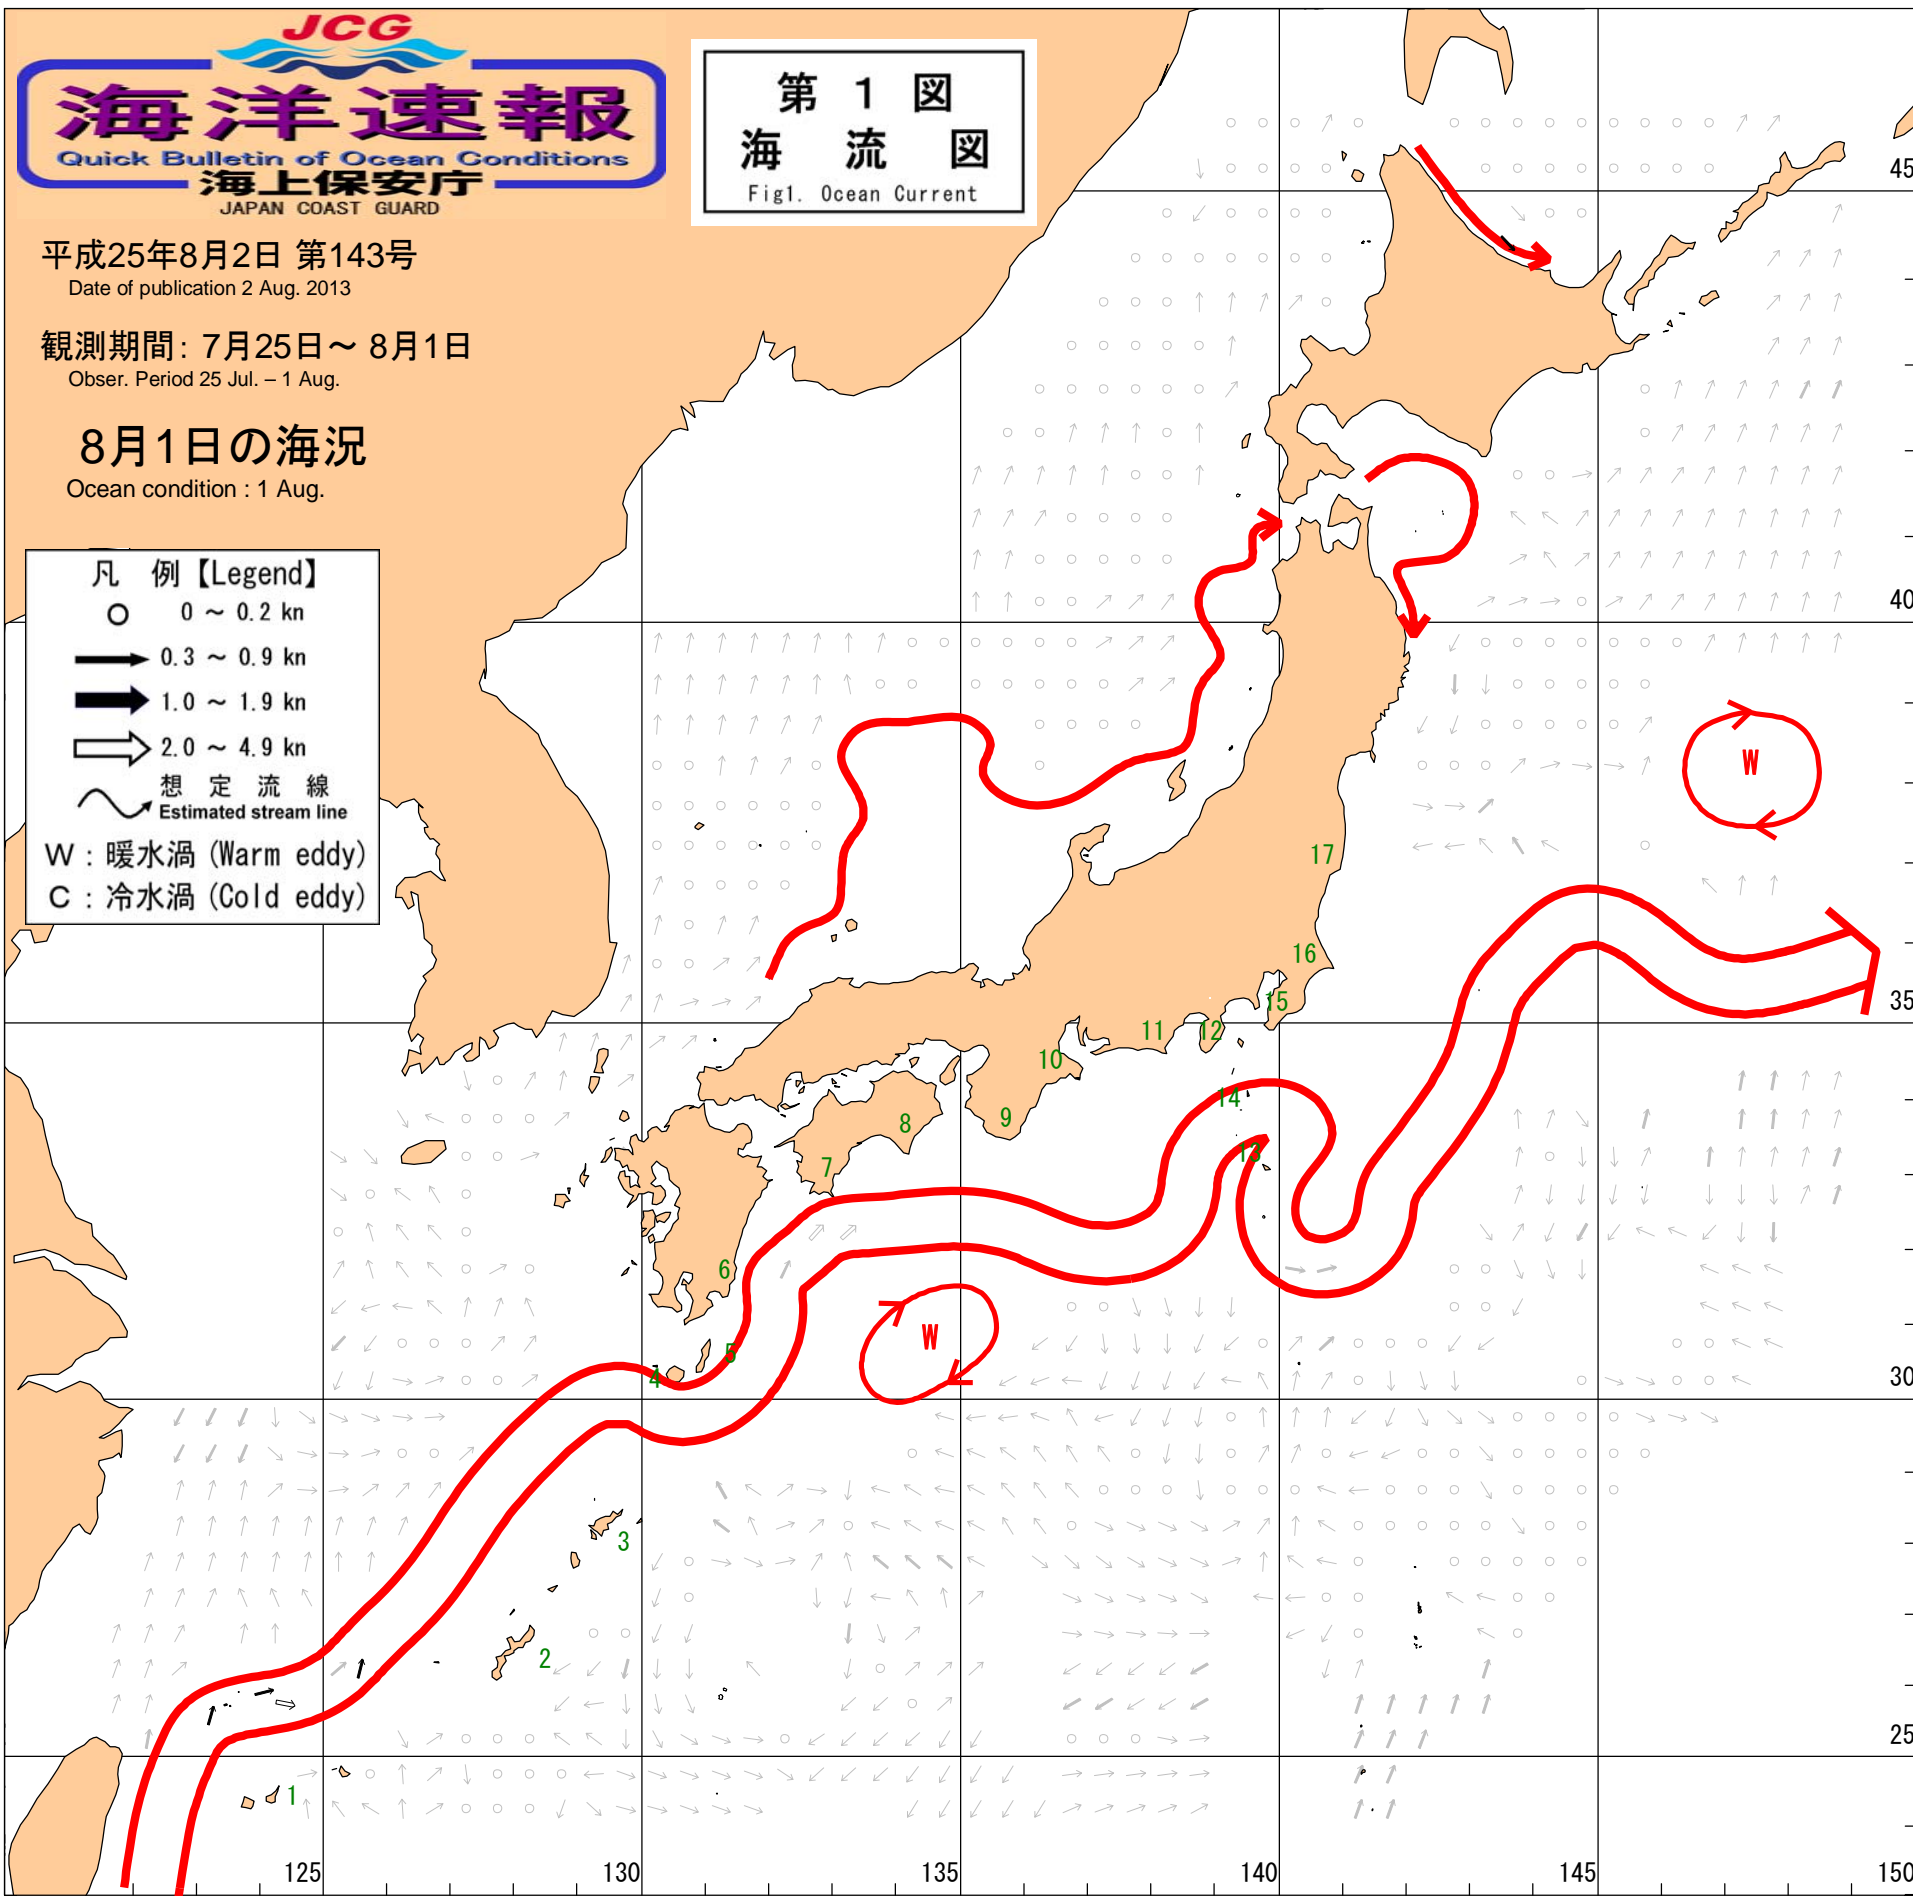 JCG
海洋速報
Quick Bulletin of Ocean Conditions
海上保安庁
JAPAN COAST GUARD
第 1 図
海 流 図
Fig1. Ocean Current
平成25年8月2日 第143号
Date of publication 2 Aug. 2013
観測期間: 7月25日～ 8月1日
Obser. Period 25 Jul. – 1 Aug.
8月1日の海況
Ocean condition : 1 Aug.
凡 例【Legend】
0 ～ 0.2 kn
0.3 ～ 0.9 kn
1.0 ～ 1.9 kn
2.0 ～ 4.9 kn
想 定 流 線
Estimated stream line
W : 暖水渦 (Warm eddy)
C : 冷水渦 (Cold eddy)
45
40
W
17
16
35
15
12
11
10
14
9
8
13
7
6
W
5
4
30
3
2
25
1
125
130
135
140
145
150